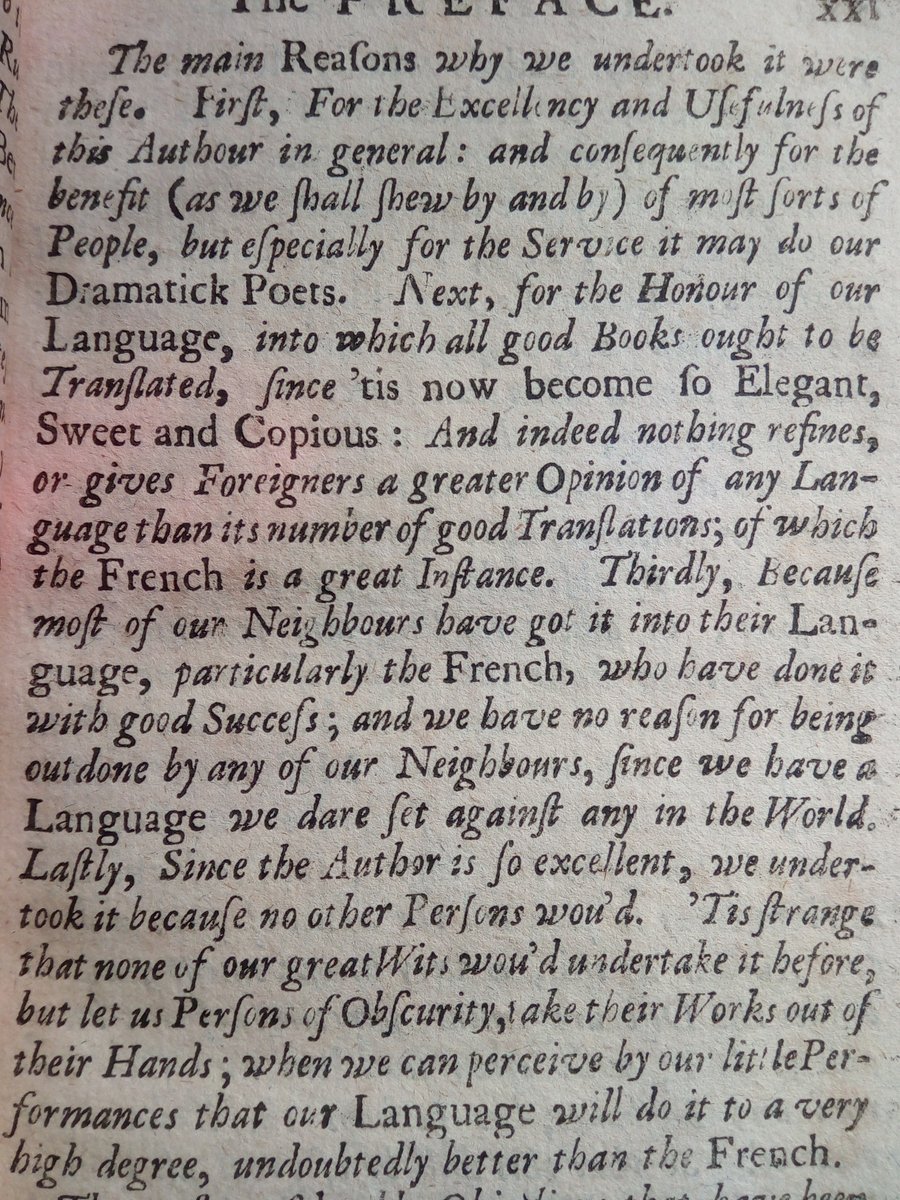 The PREFACE. xxi
The main Reaſons why we undertook it were
theſe. Firſt, For the Excellency and Uſefulneſs of
this Authour in general: and conſequently for the
benefit (as we ſhall ſhew by and by) of moſt ſorts of
People, but eſpecially for the Service it may do our
Dramatick Poets. Next, for the Honour of our
Language, into which all good Books ought to be
Tranſlated, ſince 'tis now become ſo Elegant,
Sweet and Copious: And indeed nothing refines,
or gives Foreigners a greater Opinion of any Lan-
guage than its number of good Tranſlations; of which
the French is a great Inſtance. Thirdly, Becauſe
moſt of our Neighbours have got it into their Lan-
guage, particularly the French, who have done it
with good Succeſs; and we have no reaſon for being
outdone by any of our Neighbours, ſince we have a
Language we dare ſet againſt any in the World.
Laſtly, Since the Author is ſo excellent, we under-
took it becauſe no other Perſons wou'd. 'Tis ſtrange
that none of our great Wits wou'd undertake it before,
but let us Perſons of Obſcurity, take their Works out of
their Hands; when we can perceive by our little Per-
formances that our Language will do it to a very
high degree, undoubtedly better than the French.
have been